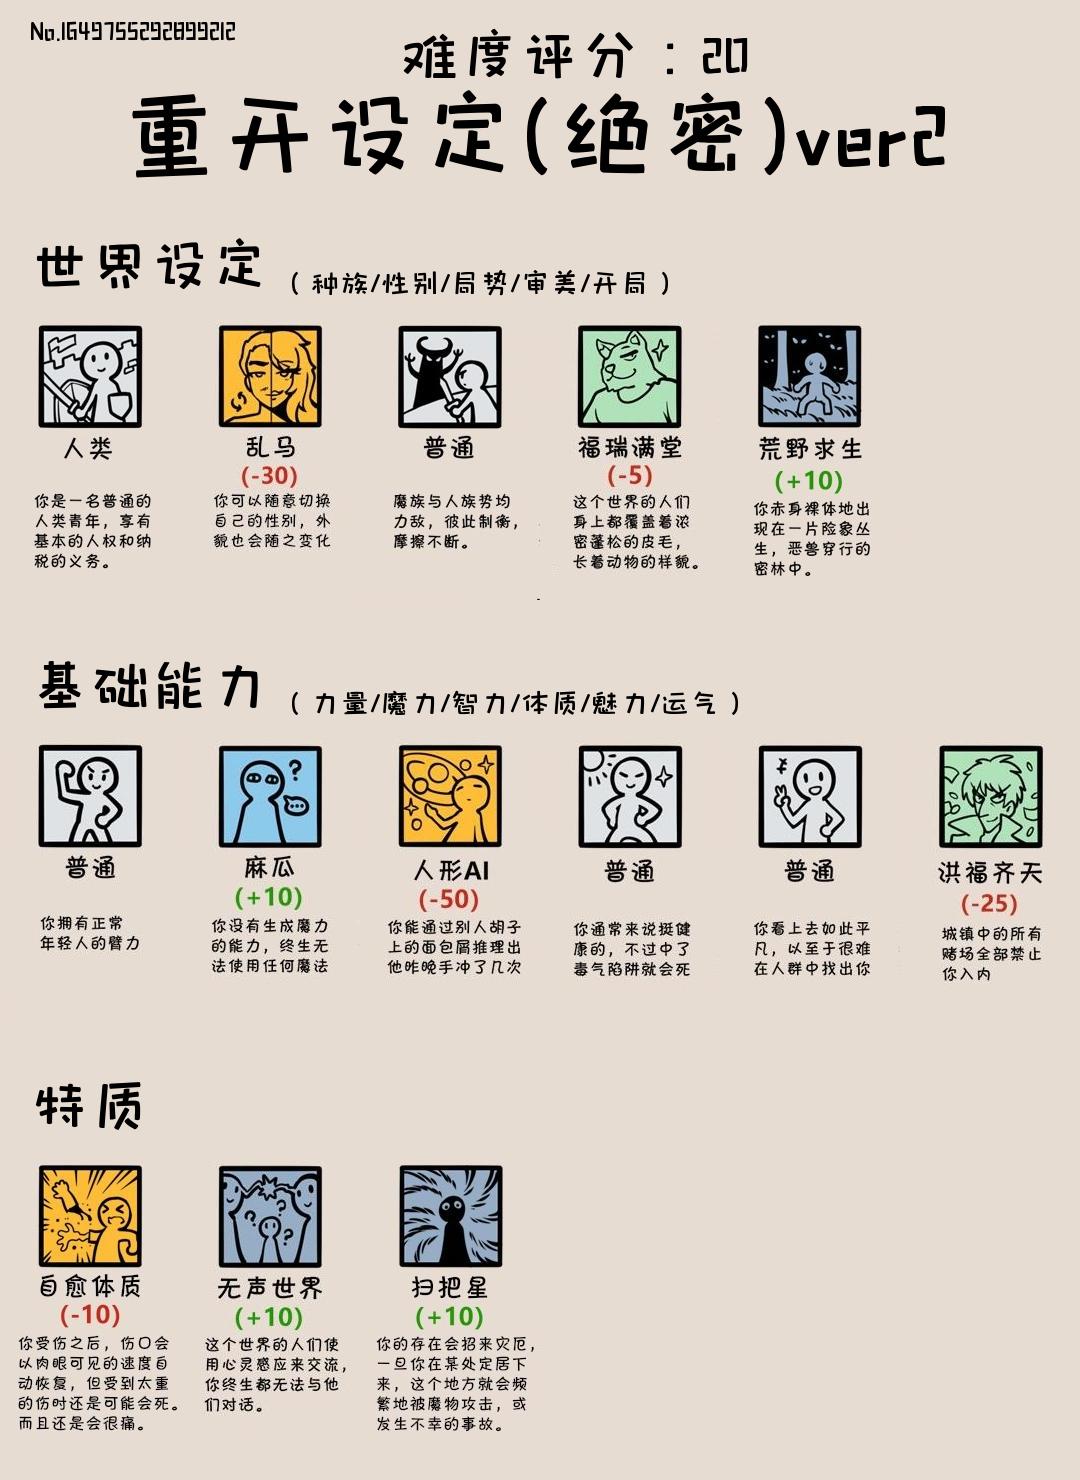 No.1649755292899212
难度评分：20
重开设定(绝密)ver2
世界设定 （种族/性别/局势/审美/开局）
人类
你是一名普通的
人类青年，享有
基本的人权和纳
税的义务。
乱马
(-30)
你可以随意切换
自己的性别，外
貌也会随之变化
普通
魔族与人族势均
力敌，彼此制衡，
摩擦不断。
福瑞满堂
(-5)
这个世界的人们
身上都覆盖着浓
密蓬松的皮毛，
长着动物的样貌。
荒野求生
(+10)
你赤身裸体地出
现在一片险象丛
生，恶兽穿行的
密林中。
基础能力 （力量/魔力/智力/体质/魅力/运气）
普通
你拥有正常
年轻人的臂力
麻瓜
(+10)
你没有生成魔力
的能力，终生无
法使用任何魔法
人形AI
(-50)
你能通过别人胡子
上的面包屑推理出
他昨晚手冲了几次
普通
你通常来说挺健
康的，不过中了
毒气陷阱就会死
普通
你看上去如此平
凡，以至于很难
在人群中找出你
洪福齐天
(-25)
城镇中的所有
赌场全部禁止
你入内
特质
自愈体质
(-10)
你受伤之后，伤口会
以肉眼可见的速度自
动恢复，但受到太重
的伤时还是可能会死。
而且还是会很痛。
无声世界
(+10)
这个世界的人们使
用心灵感应来交流，
你终生都无法与他
们对话。
扫把星
(+10)
你的存在会招来灾厄，
一旦你在某处定居下
来，这个地方就会频
繁地被魔物攻击，或
发生不幸的事故。